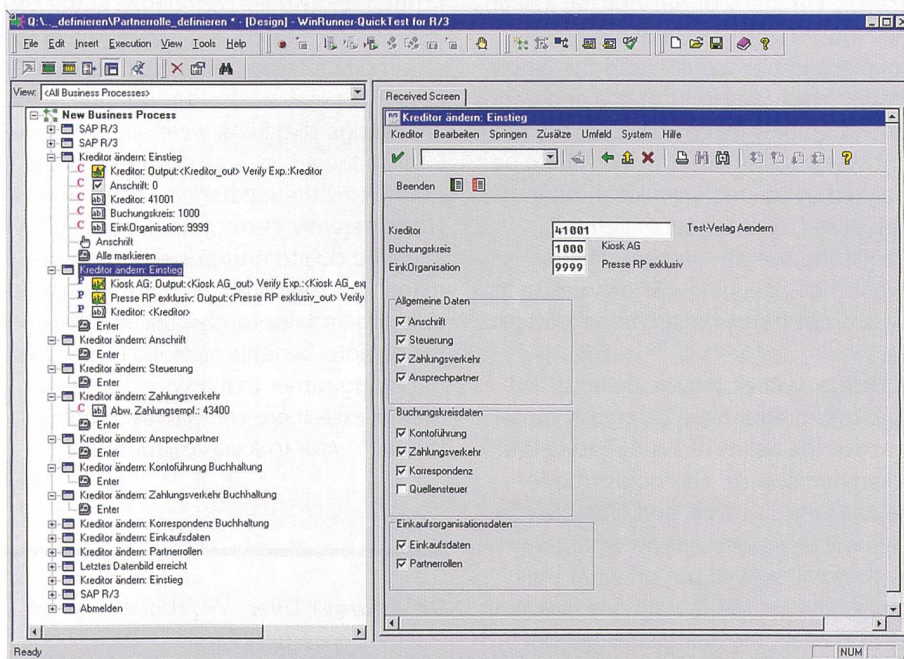 Q:\.._definieren\Partnerrolle_definieren * - [Design] - WinRunner-QuickTest for R/3
File Edit Insert Execution View Tools Help
View: <All Business Processes>
New Business Process
SAP R/3
SAP R/3
Kreditor ändern: Einstieg
C Kreditor: Output:<Kreditor_out> Verify Exp.:Kreditor
C Anschrift: 0
C Kreditor: 41001
C Buchungskreis: 1000
C EinkOrganisation: 9999
Anschrift
Alle markieren
Kreditor ändern: Einstieg
P Kiosk AG: Output:<Kiosk AG_out> Verify Exp.:<Kiosk AG_exp
P Presse RP exklusiv: Output:<Presse RP exklusiv_out> Verify
P Kreditor: <Kreditor>
Enter
Kreditor ändern: Anschrift
Enter
Kreditor ändern: Steuerung
Enter
Kreditor ändern: Zahlungsverkehr
C Abw. Zahlungsempf.: 43400
Enter
Kreditor ändern: Ansprechpartner
Enter
Kreditor ändern: Kontoführung Buchhaltung
Enter
Kreditor ändern: Zahlungsverkehr Buchhaltung
Enter
Kreditor ändern: Korrespondenz Buchhaltung
Kreditor ändern: Einkaufsdaten
Kreditor ändern: Partnerrollen
Letztes Datenbild erreicht
Kreditor ändern: Einstieg
SAP R/3
Abmelden
Received Screen
R/3 Kreditor ändern: Einstieg
Kreditor Bearbeiten Springen Zusätze Umfeld System Hilfe
Beenden
Kreditor 41001 Test-Verlag Aendern
Buchungskreis 1000 Kiosk AG
EinkOrganisation 9999 Presse RP exklusiv
Allgemeine Daten
Anschrift
Steuerung
Zahlungsverkehr
Ansprechpartner
Buchungskreisdaten
Kontoführung
Zahlungsverkehr
Korrespondenz
Quellensteuer
Einkaufsorganisationsdaten
Einkaufsdaten
Partnerrollen
Ready NUM